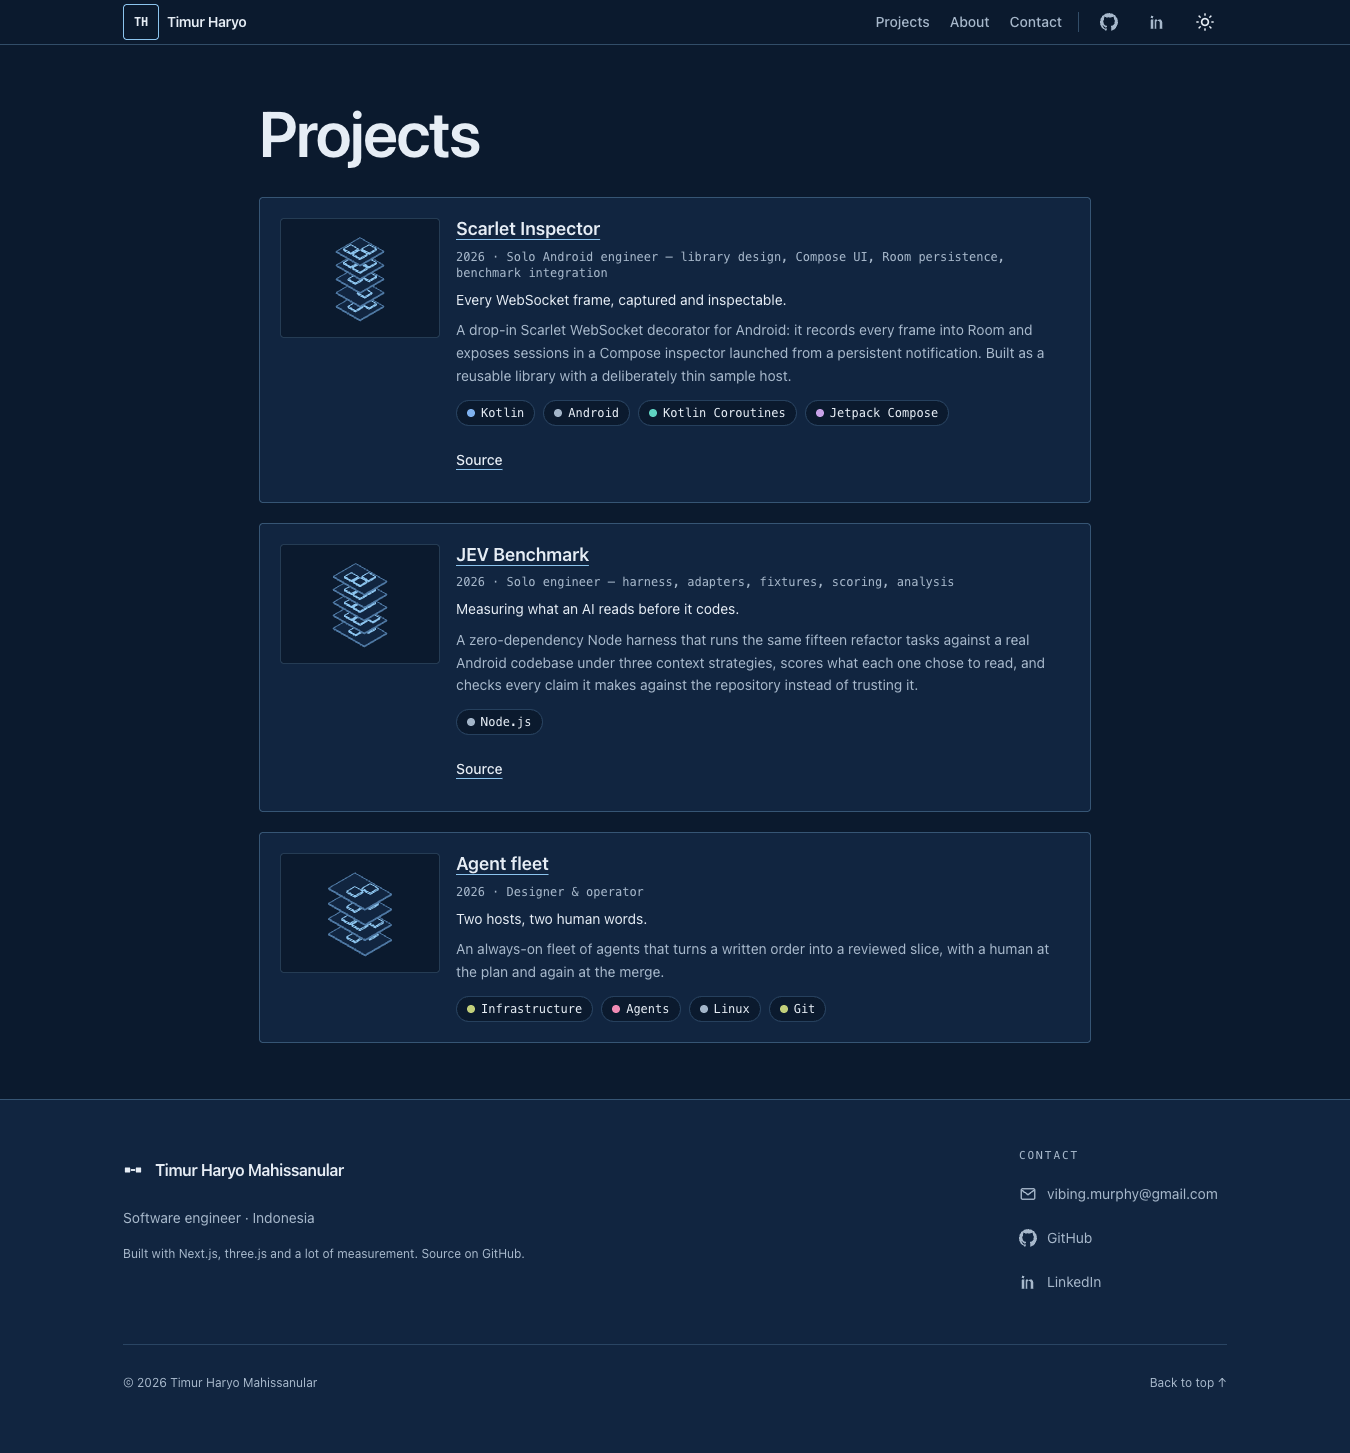 TH Timur Haryo Projects About Contact in
Projects
Scarlet Inspector
2026 · Solo Android engineer — library design, Compose UI, Room persistence,
benchmark integration
Every WebSocket frame, captured and inspectable.
A drop-in Scarlet WebSocket decorator for Android: it records every frame into Room and
exposes sessions in a Compose inspector launched from a persistent notification. Built as a
reusable library with a deliberately thin sample host.
Kotlin Android Kotlin Coroutines Jetpack Compose
Source
JEV Benchmark
2026 · Solo engineer — harness, adapters, fixtures, scoring, analysis
Measuring what an AI reads before it codes.
A zero-dependency Node harness that runs the same fifteen refactor tasks against a real
Android codebase under three context strategies, scores what each one chose to read, and
checks every claim it makes against the repository instead of trusting it.
Node.js
Source
Agent fleet
2026 · Designer & operator
Two hosts, two human words.
An always-on fleet of agents that turns a written order into a reviewed slice, with a human at
the plan and again at the merge.
Infrastructure Agents Linux Git
Timur Haryo Mahissanular
Software engineer · Indonesia
Built with Next.js, three.js and a lot of measurement. Source on GitHub.
CONTACT
vibing.murphy@gmail.com
GitHub
in LinkedIn
© 2026 Timur Haryo Mahissanular
Back to top ↑